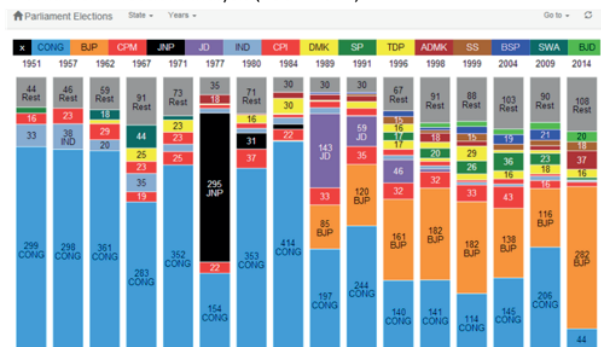 Parliament Elections State Years Go to
x CONG BJP CPM JNP JD IND CPI DMK SP TDP ADMK SS BSP SWA BJD
1951 1957 1962 1967 1971 1977 1980 1984 1989 1991 1996 1998 1999 2004 2009 2014
44
Rest
16
33
299
CONG
46
Rest
23
38
IND
298
CONG
59
Rest
18
29
20
361
CONG
91
Rest
44
25
23
35
19
283
CONG
73
Rest
23
23
25
352
CONG
35
18
295
JNP
22
154
CONG
71
Rest
16
31
37
353
CONG
30
30
22
414
CONG
30
143
JD
33
85
BJP
197
CONG
30
59
JD
35
120
BJP
244
CONG
67
Rest
15
16
17
46
32
161
BJP
140
CONG
91
Rest
18
20
32
182
BJP
141
CONG
88
Rest
15
15
29
26
33
182
BJP
114
CONG
103
Rest
19
36
16
43
138
BJP
145
CONG
90
Rest
21
23
18
16
116
BJP
206
CONG
108
Rest
20
18
37
16
282
BJP
44